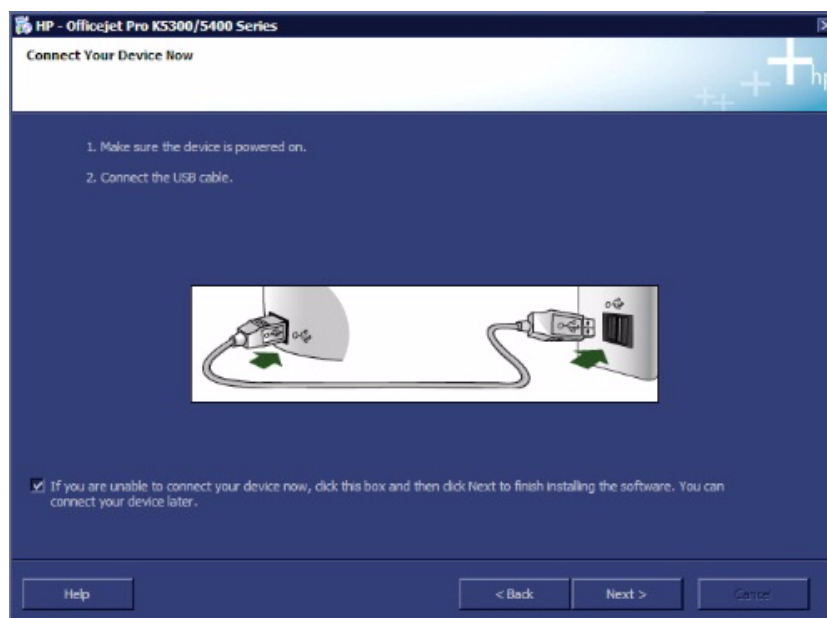 HP - Officejet Pro K5300/5400 Series
Connect Your Device Now
hp
1. Make sure the device is powered on.
2. Connect the USB cable.
If you are unable to connect your device now, click this box and then click Next to finish installing the software. You can
connect your device later.
Help
< Back
Next >
Cancel